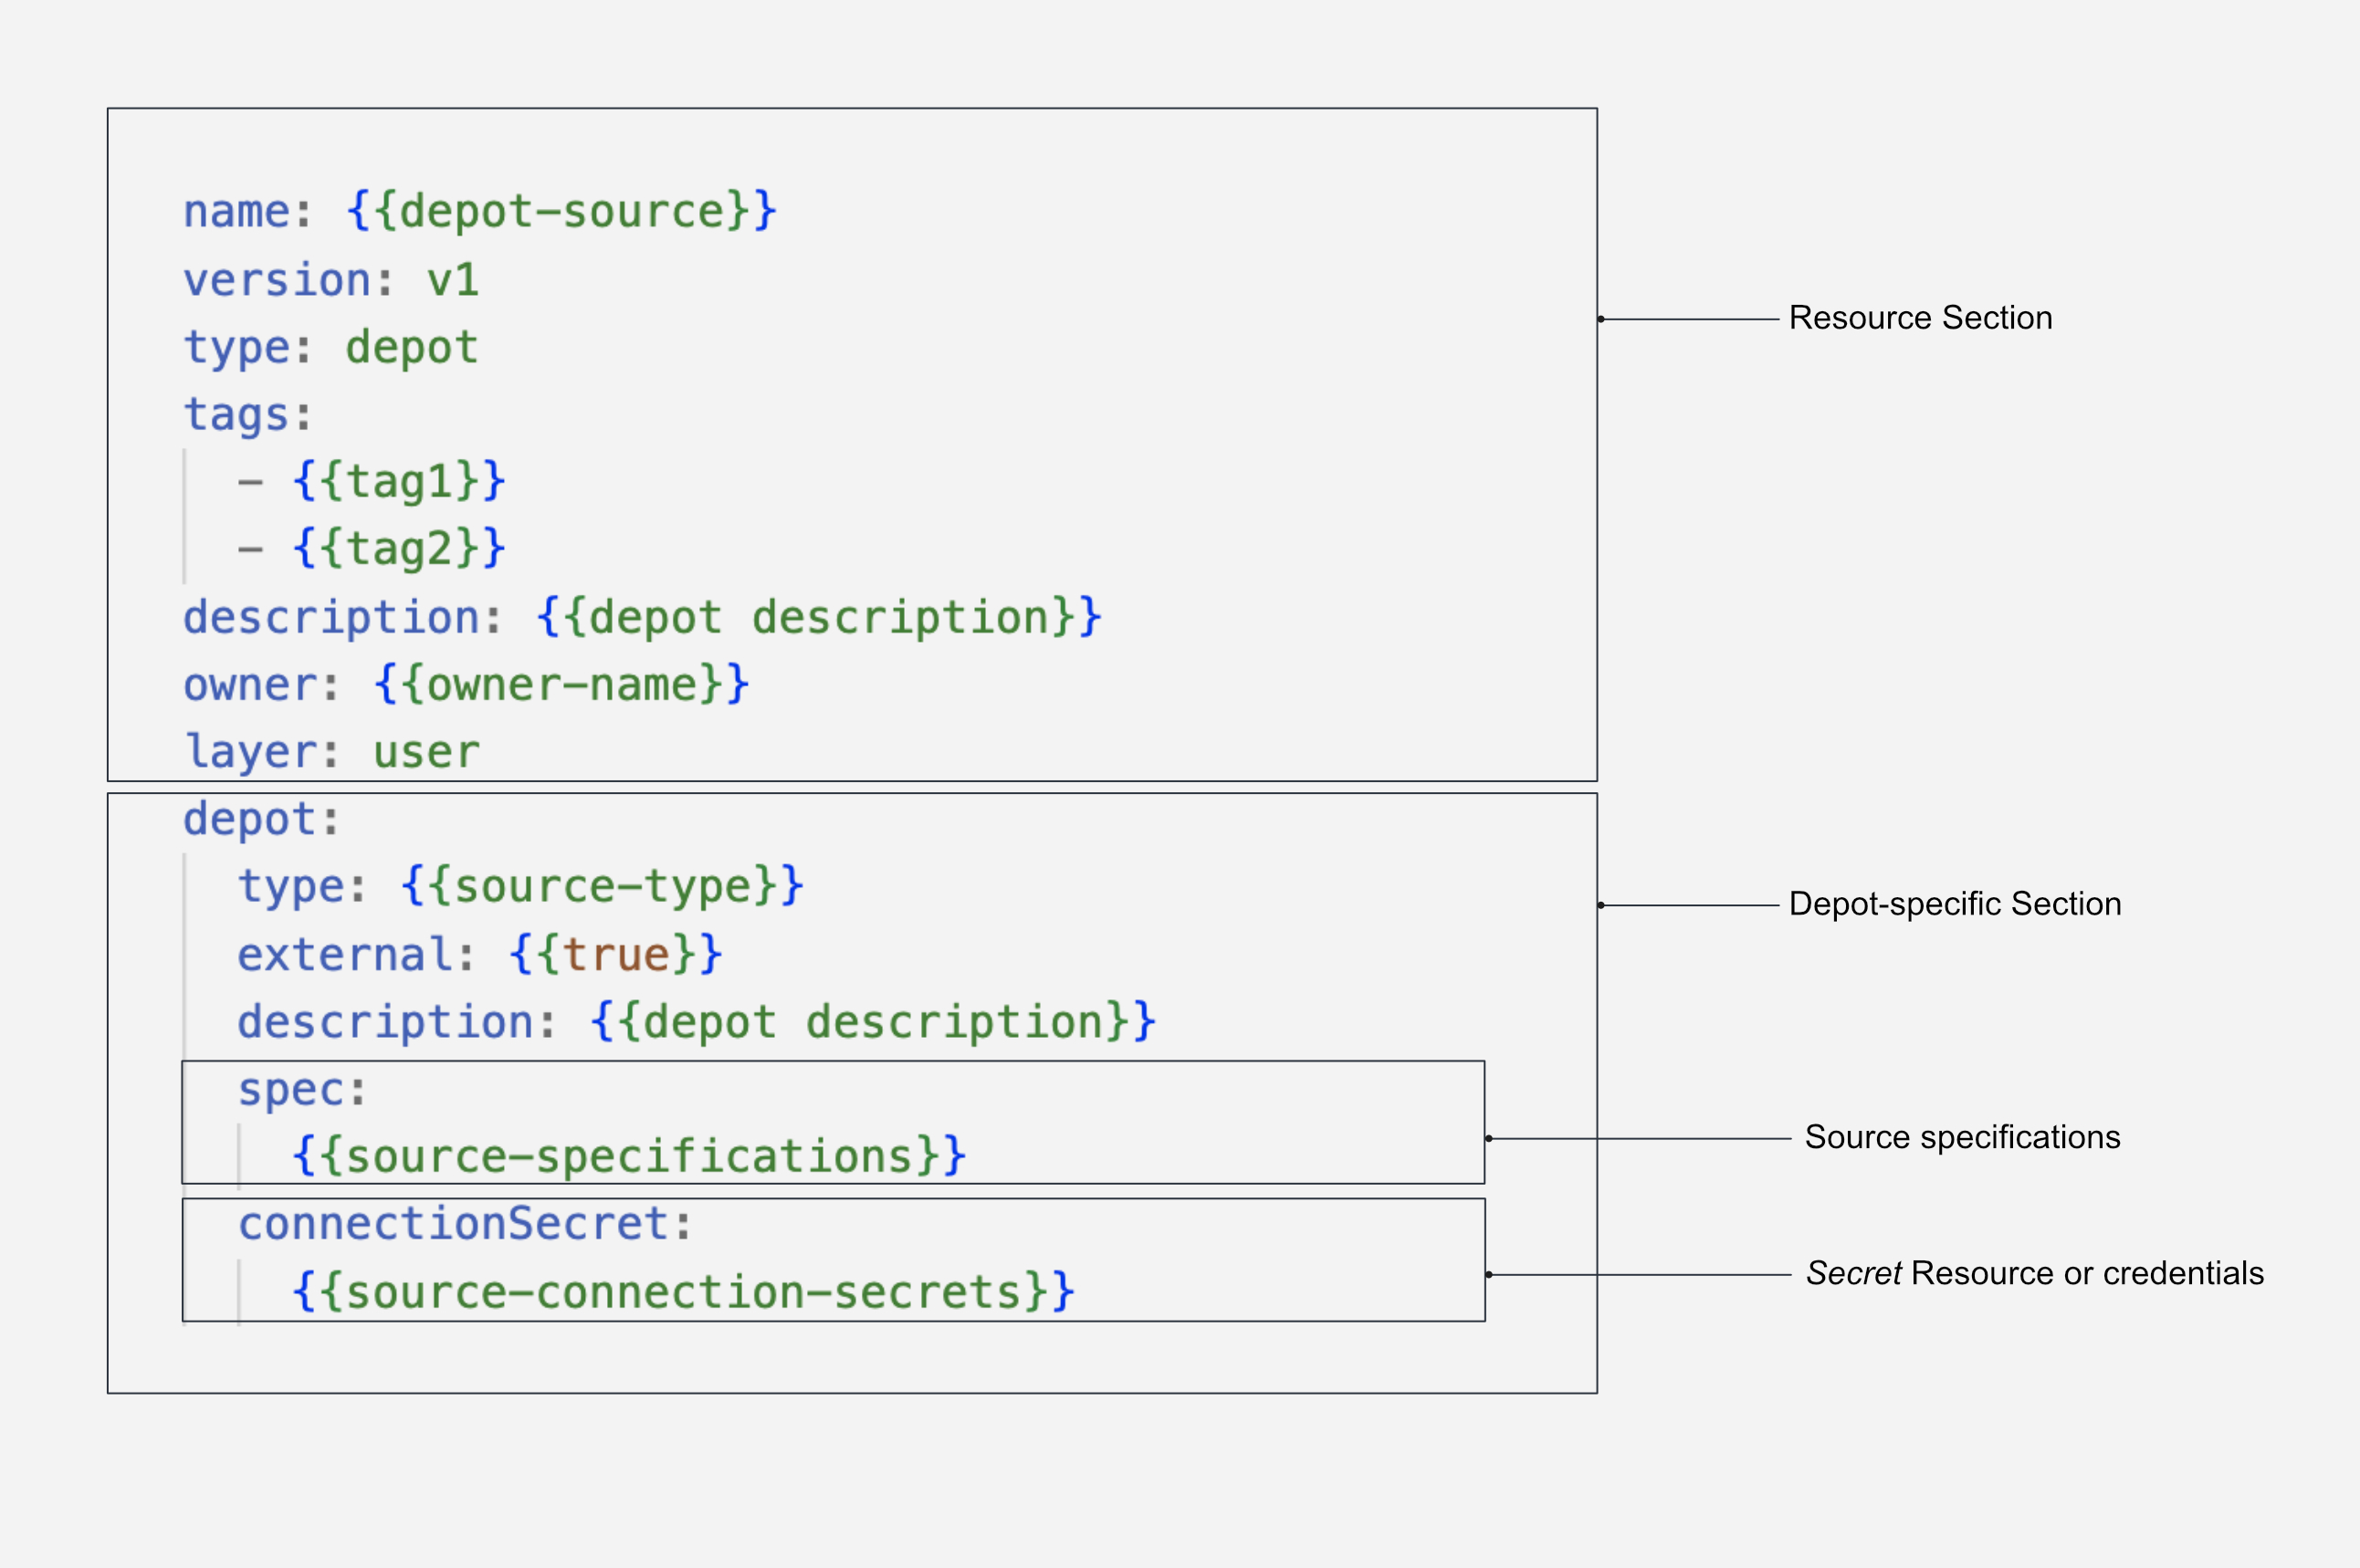 name: {{depot-source}}
version: v1
type: depot
tags:
  - {{tag1}}
  - {{tag2}}
description: {{depot description}}
owner: {{owner-name}}
layer: user
Resource Section
depot:
  type: {{source-type}}
  external: {{true}}
  description: {{depot description}}
Depot-specific Section
  spec:
    {{source-specifications}}
Source specifications
  connectionSecret:
    {{source-connection-secrets}}
Secret Resource or credentials